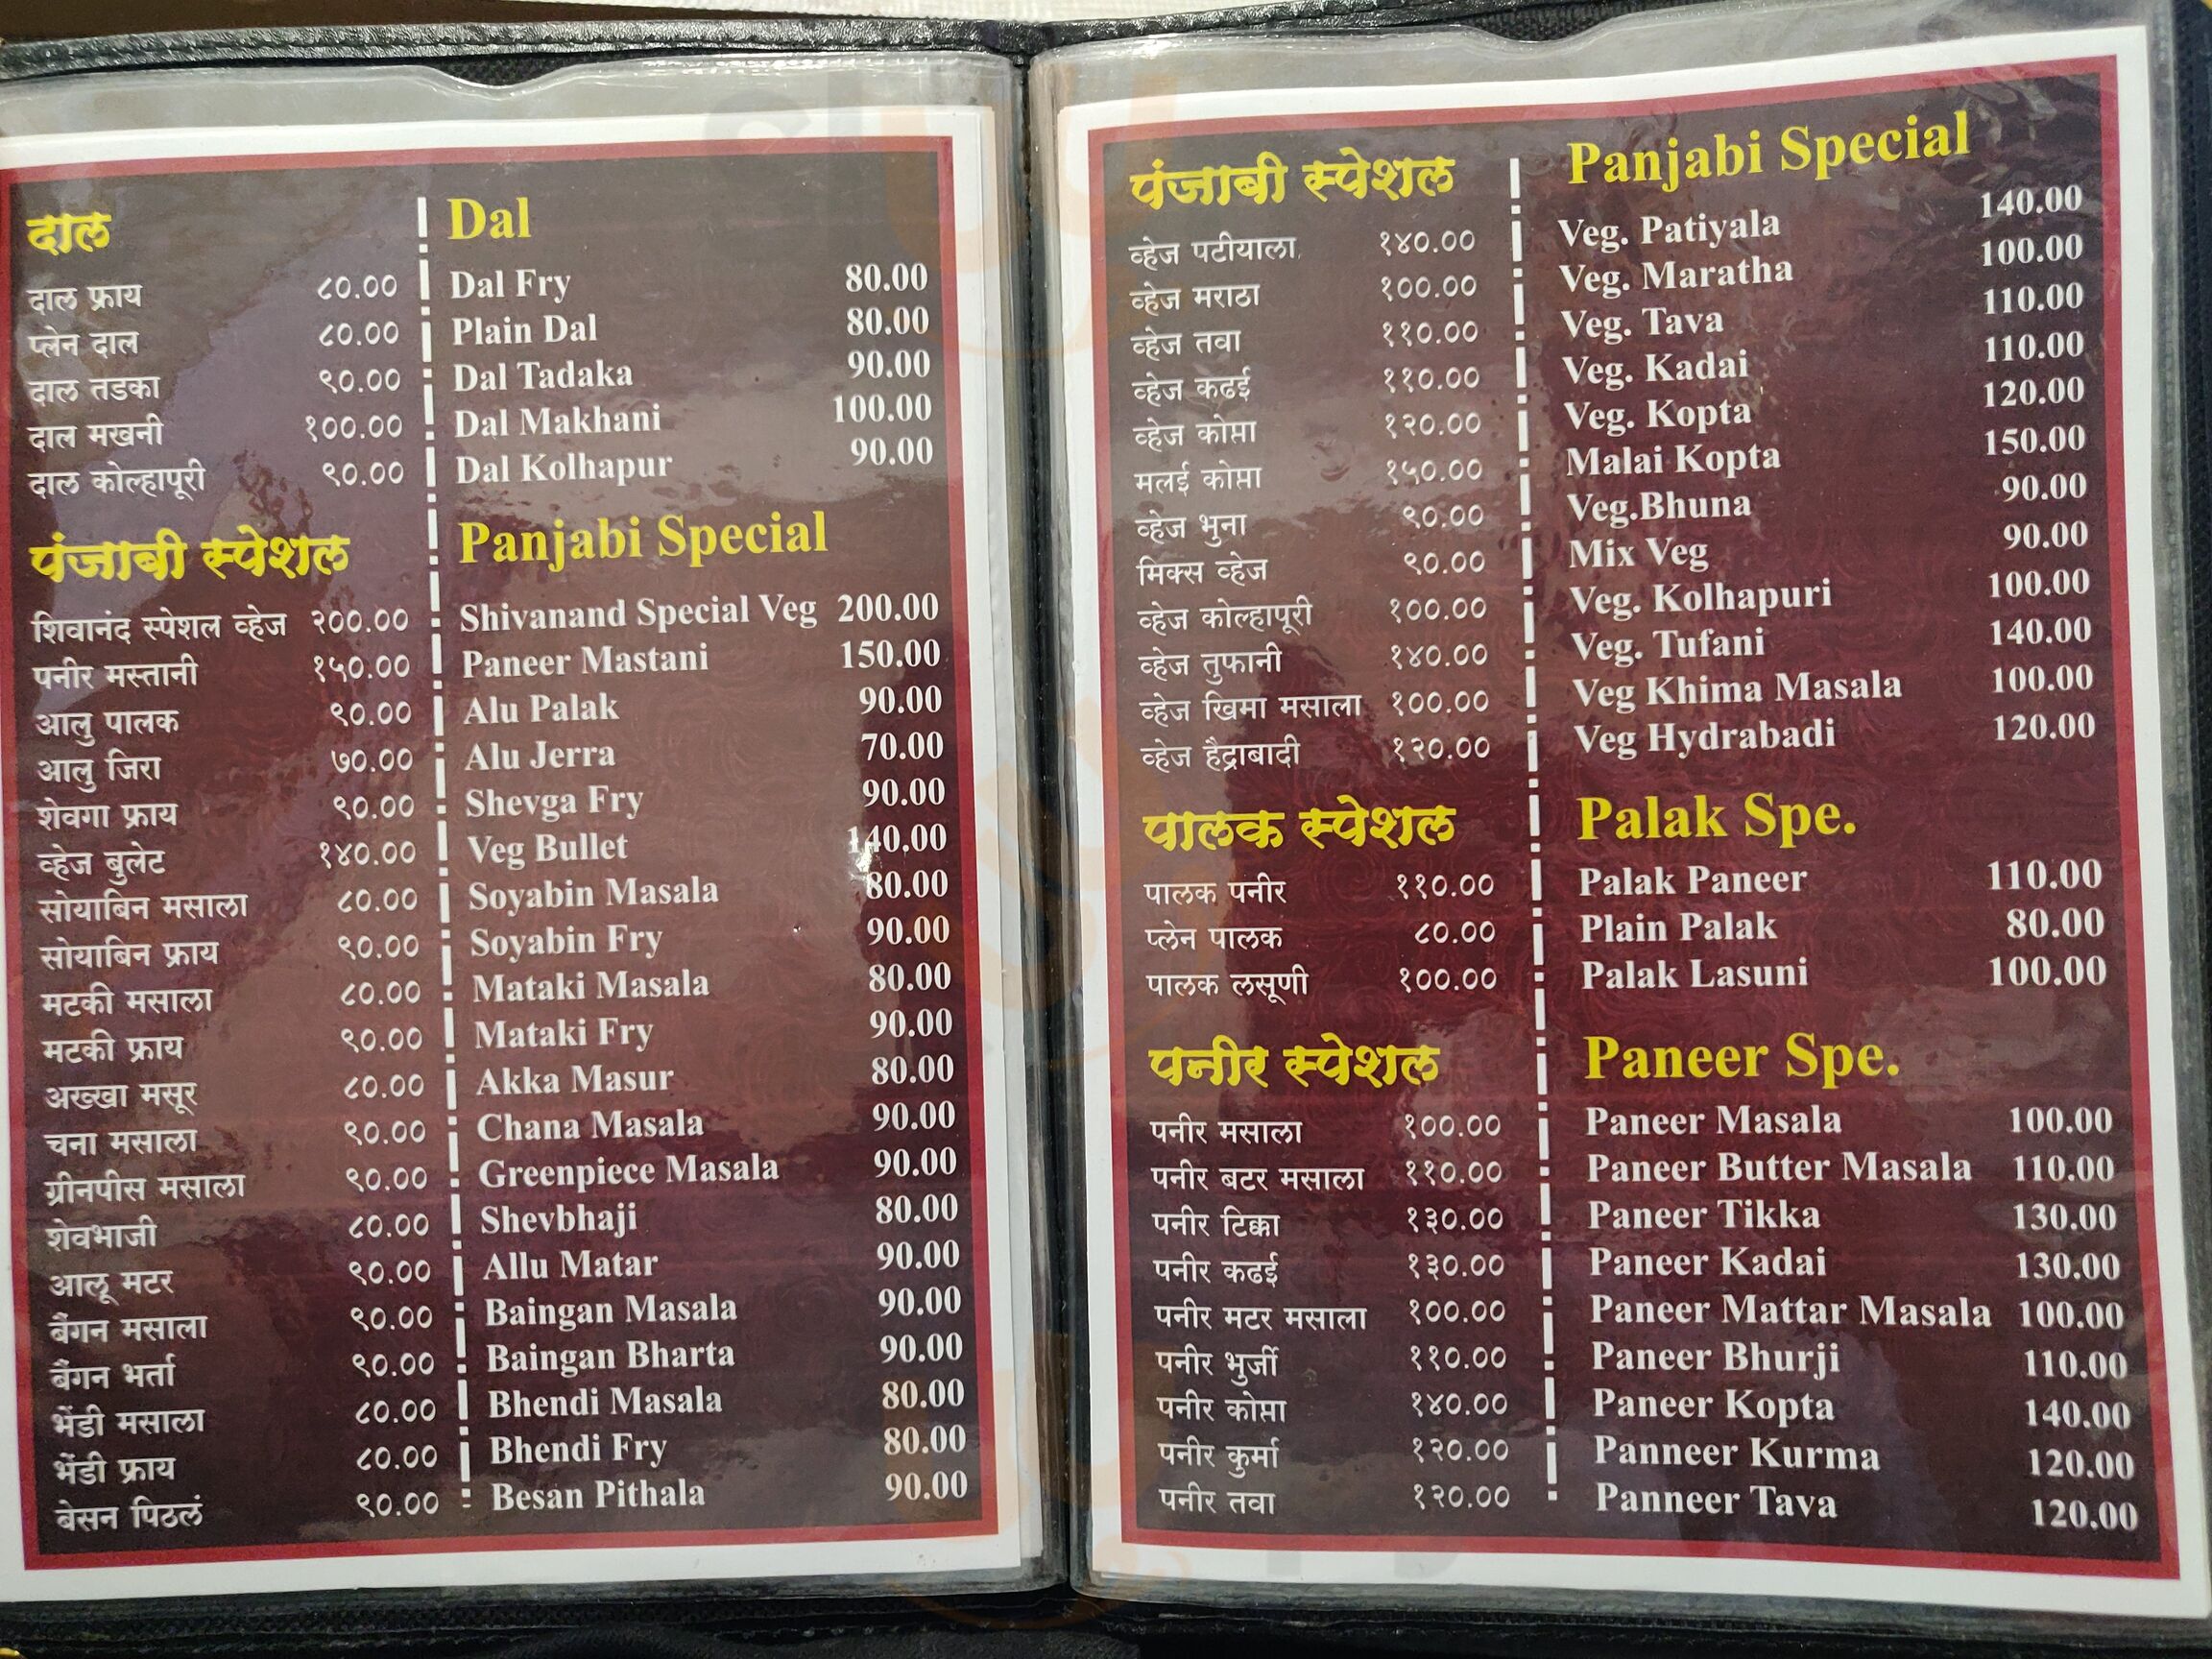 दाल
दाल फ्राय ८०.००
प्लेन दाल ८०.००
दाल तडका ९०.००
दाल मखनी १००.००
दाल कोल्हापूरी ९०.००
पंजाबी स्पेशल
शिवानंद स्पेशल व्हेज २००.००
पनीर मस्तानी १५०.००
आलु पालक ९०.००
आलु जिरा ७०.००
शेवगा फ्राय ९०.००
व्हेज बुलेट १४०.००
सोयाबिन मसाला ८०.००
सोयाबिन फ्राय ९०.००
मटकी मसाला ८०.००
मटकी फ्राय ९०.००
अख्खा मसूर ८०.००
चना मसाला ९०.००
ग्रीनपीस मसाला ९०.००
शेवभाजी ८०.००
आलू मटर ९०.००
बैंगन मसाला ९०.००
बैंगन भर्ता ९०.००
भेंडी मसाला ८०.००
भेंडी फ्राय ८०.००
बेसन पिठलं ९०.००
Dal
Dal Fry 80.00
Plain Dal 80.00
Dal Tadaka 90.00
Dal Makhani 100.00
Dal Kolhapur 90.00
Panjabi Special
Shivanand Special Veg 200.00
Paneer Mastani 150.00
Alu Palak 90.00
Alu Jerra 70.00
Shevga Fry 90.00
Veg Bullet 140.00
Soyabin Masala 80.00
Soyabin Fry 90.00
Mataki Masala 80.00
Mataki Fry 90.00
Akka Masur 80.00
Chana Masala 90.00
Greenpiece Masala 90.00
Shevbhaji 80.00
Allu Matar 90.00
Baingan Masala 90.00
Baingan Bharta 90.00
Bhendi Masala 80.00
Bhendi Fry 80.00
Besan Pithala 90.00
पंजाबी स्पेशल
व्हेज पटीयाला १४०.००
व्हेज मराठा १००.००
व्हेज तवा ११०.००
व्हेज कढई ११०.००
व्हेज कोप्ता १२०.००
मलई कोप्ता १५०.००
व्हेज भुना ९०.००
मिक्स व्हेज ९०.००
व्हेज कोल्हापूरी १००.००
व्हेज तुफानी १४०.००
व्हेज खिमा मसाला १००.००
व्हेज हैद्राबादी १२०.००
पालक स्पेशल
पालक पनीर ११०.००
प्लेन पालक ८०.००
पालक लसूणी १००.००
पनीर स्पेशल
पनीर मसाला १००.००
पनीर बटर मसाला ११०.००
पनीर टिक्का १३०.००
पनीर कढई १३०.००
पनीर मटर मसाला १००.००
पनीर भुर्जी ११०.००
पनीर कोप्ता १४०.००
पनीर कुर्मा १२०.००
पनीर तवा १२०.००
Panjabi Special
Veg. Patiyala 140.00
Veg. Maratha 100.00
Veg. Tava 110.00
Veg. Kadai 110.00
Veg. Kopta 120.00
Malai Kopta 150.00
Veg.Bhuna 90.00
Mix Veg 90.00
Veg. Kolhapuri 100.00
Veg. Tufani 140.00
Veg Khima Masala 100.00
Veg Hydrabadi 120.00
Palak Spe.
Palak Paneer 110.00
Plain Palak 80.00
Palak Lasuni 100.00
Paneer Spe.
Paneer Masala 100.00
Paneer Butter Masala 110.00
Paneer Tikka 130.00
Paneer Kadai 130.00
Paneer Mattar Masala 100.00
Paneer Bhurji 110.00
Paneer Kopta 140.00
Panneer Kurma 120.00
Panneer Tava 120.00